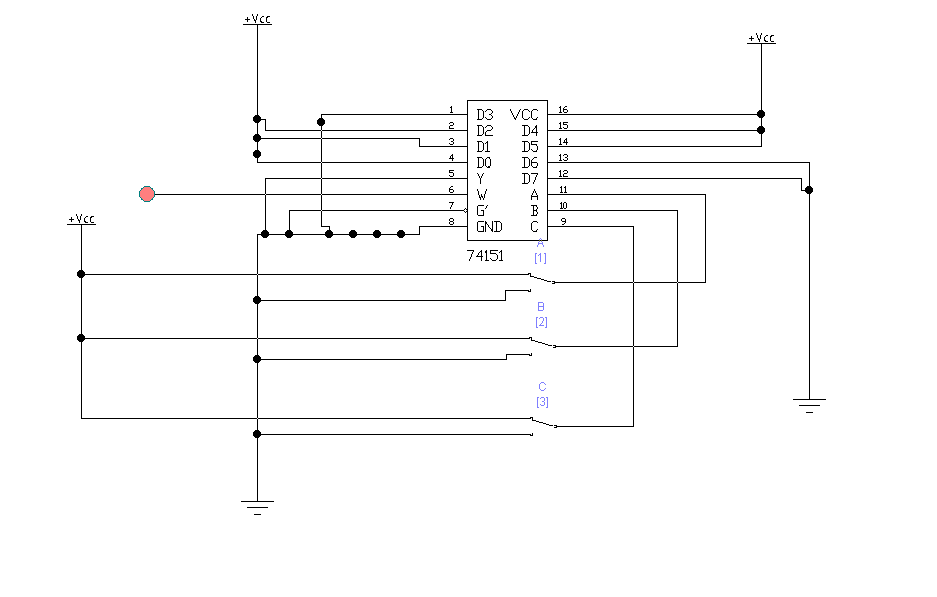 +Vcc
+Vcc
1 D3 VCC 16
2 D2 D4 15
3 D1 D5 14
4 D0 D6 13
5 Y D7 12
6 W A 11
7 G' B 10
8 GND C 9
+Vcc
74151
A
[1]
B
[2]
C
[3]